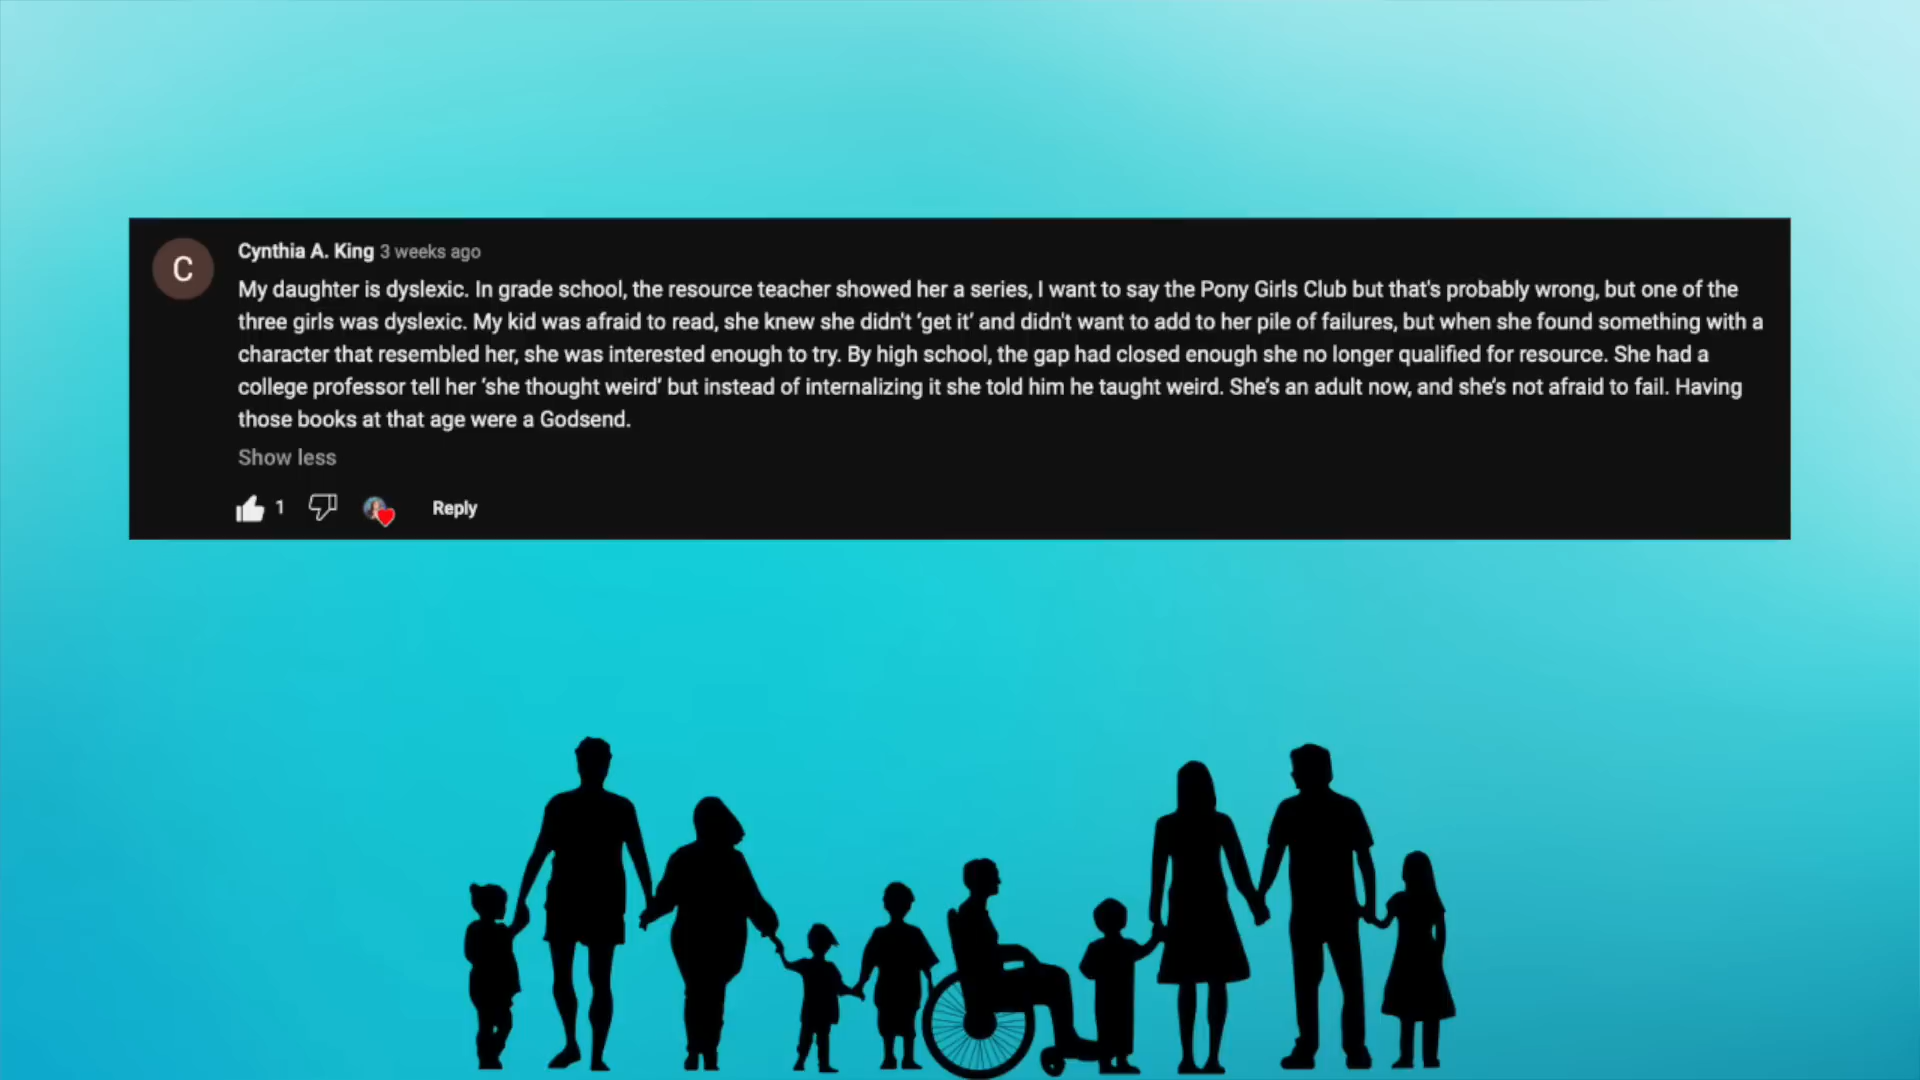 C
Cynthia A. King 3 weeks ago
My daughter is dyslexic. In grade school, the resource teacher showed her a series, I want to say the Pony Girls Club but that's probably wrong, but one of the
three girls was dyslexic. My kid was afraid to read, she knew she didn't ‘get it’ and didn't want to add to her pile of failures, but when she found something with a
character that resembled her, she was interested enough to try. By high school, the gap had closed enough she no longer qualified for resource. She had a
college professor tell her ‘she thought weird’ but instead of internalizing it she told him he taught weird. She’s an adult now, and she’s not afraid to fail. Having
those books at that age were a Godsend.
Show less
1 Reply